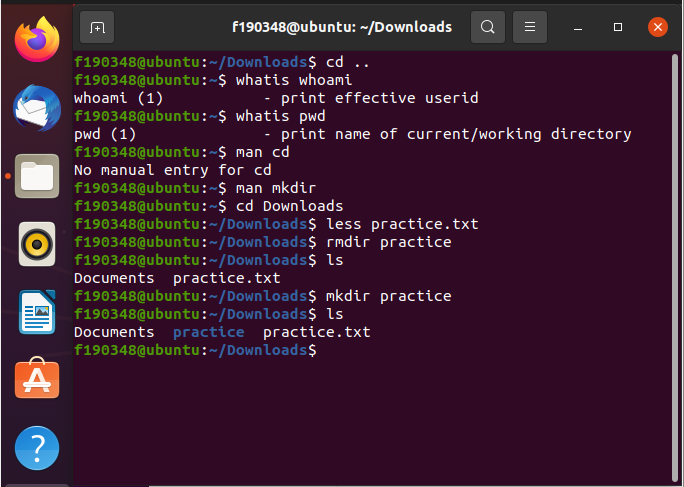 f190348@ubuntu: ~/Downloads
f190348@ubuntu:~/Downloads$ cd ..
f190348@ubuntu:~$ whatis whoami
whoami (1)           - print effective userid
f190348@ubuntu:~$ whatis pwd
pwd (1)              - print name of current/working directory
f190348@ubuntu:~$ man cd
No manual entry for cd
f190348@ubuntu:~$ man mkdir
f190348@ubuntu:~$ cd Downloads
f190348@ubuntu:~/Downloads$ less practice.txt
f190348@ubuntu:~/Downloads$ rmdir practice
f190348@ubuntu:~/Downloads$ ls
Documents  practice.txt
f190348@ubuntu:~/Downloads$ mkdir practice
f190348@ubuntu:~/Downloads$ ls
Documents  practice  practice.txt
f190348@ubuntu:~/Downloads$